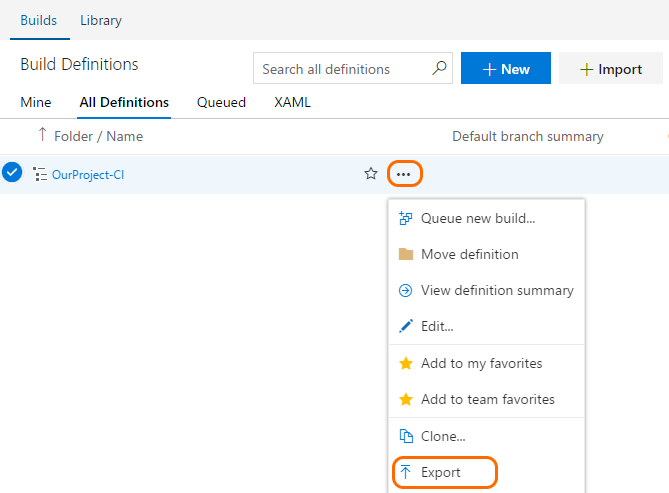 Builds Library
Build Definitions
Search all definitions
+ New
+ Import
Mine All Definitions Queued XAML
Folder / Name Default branch summary
OurProject-CI
Queue new build...
Move definition
View definition summary
Edit...
Add to my favorites
Add to team favorites
Clone...
Export